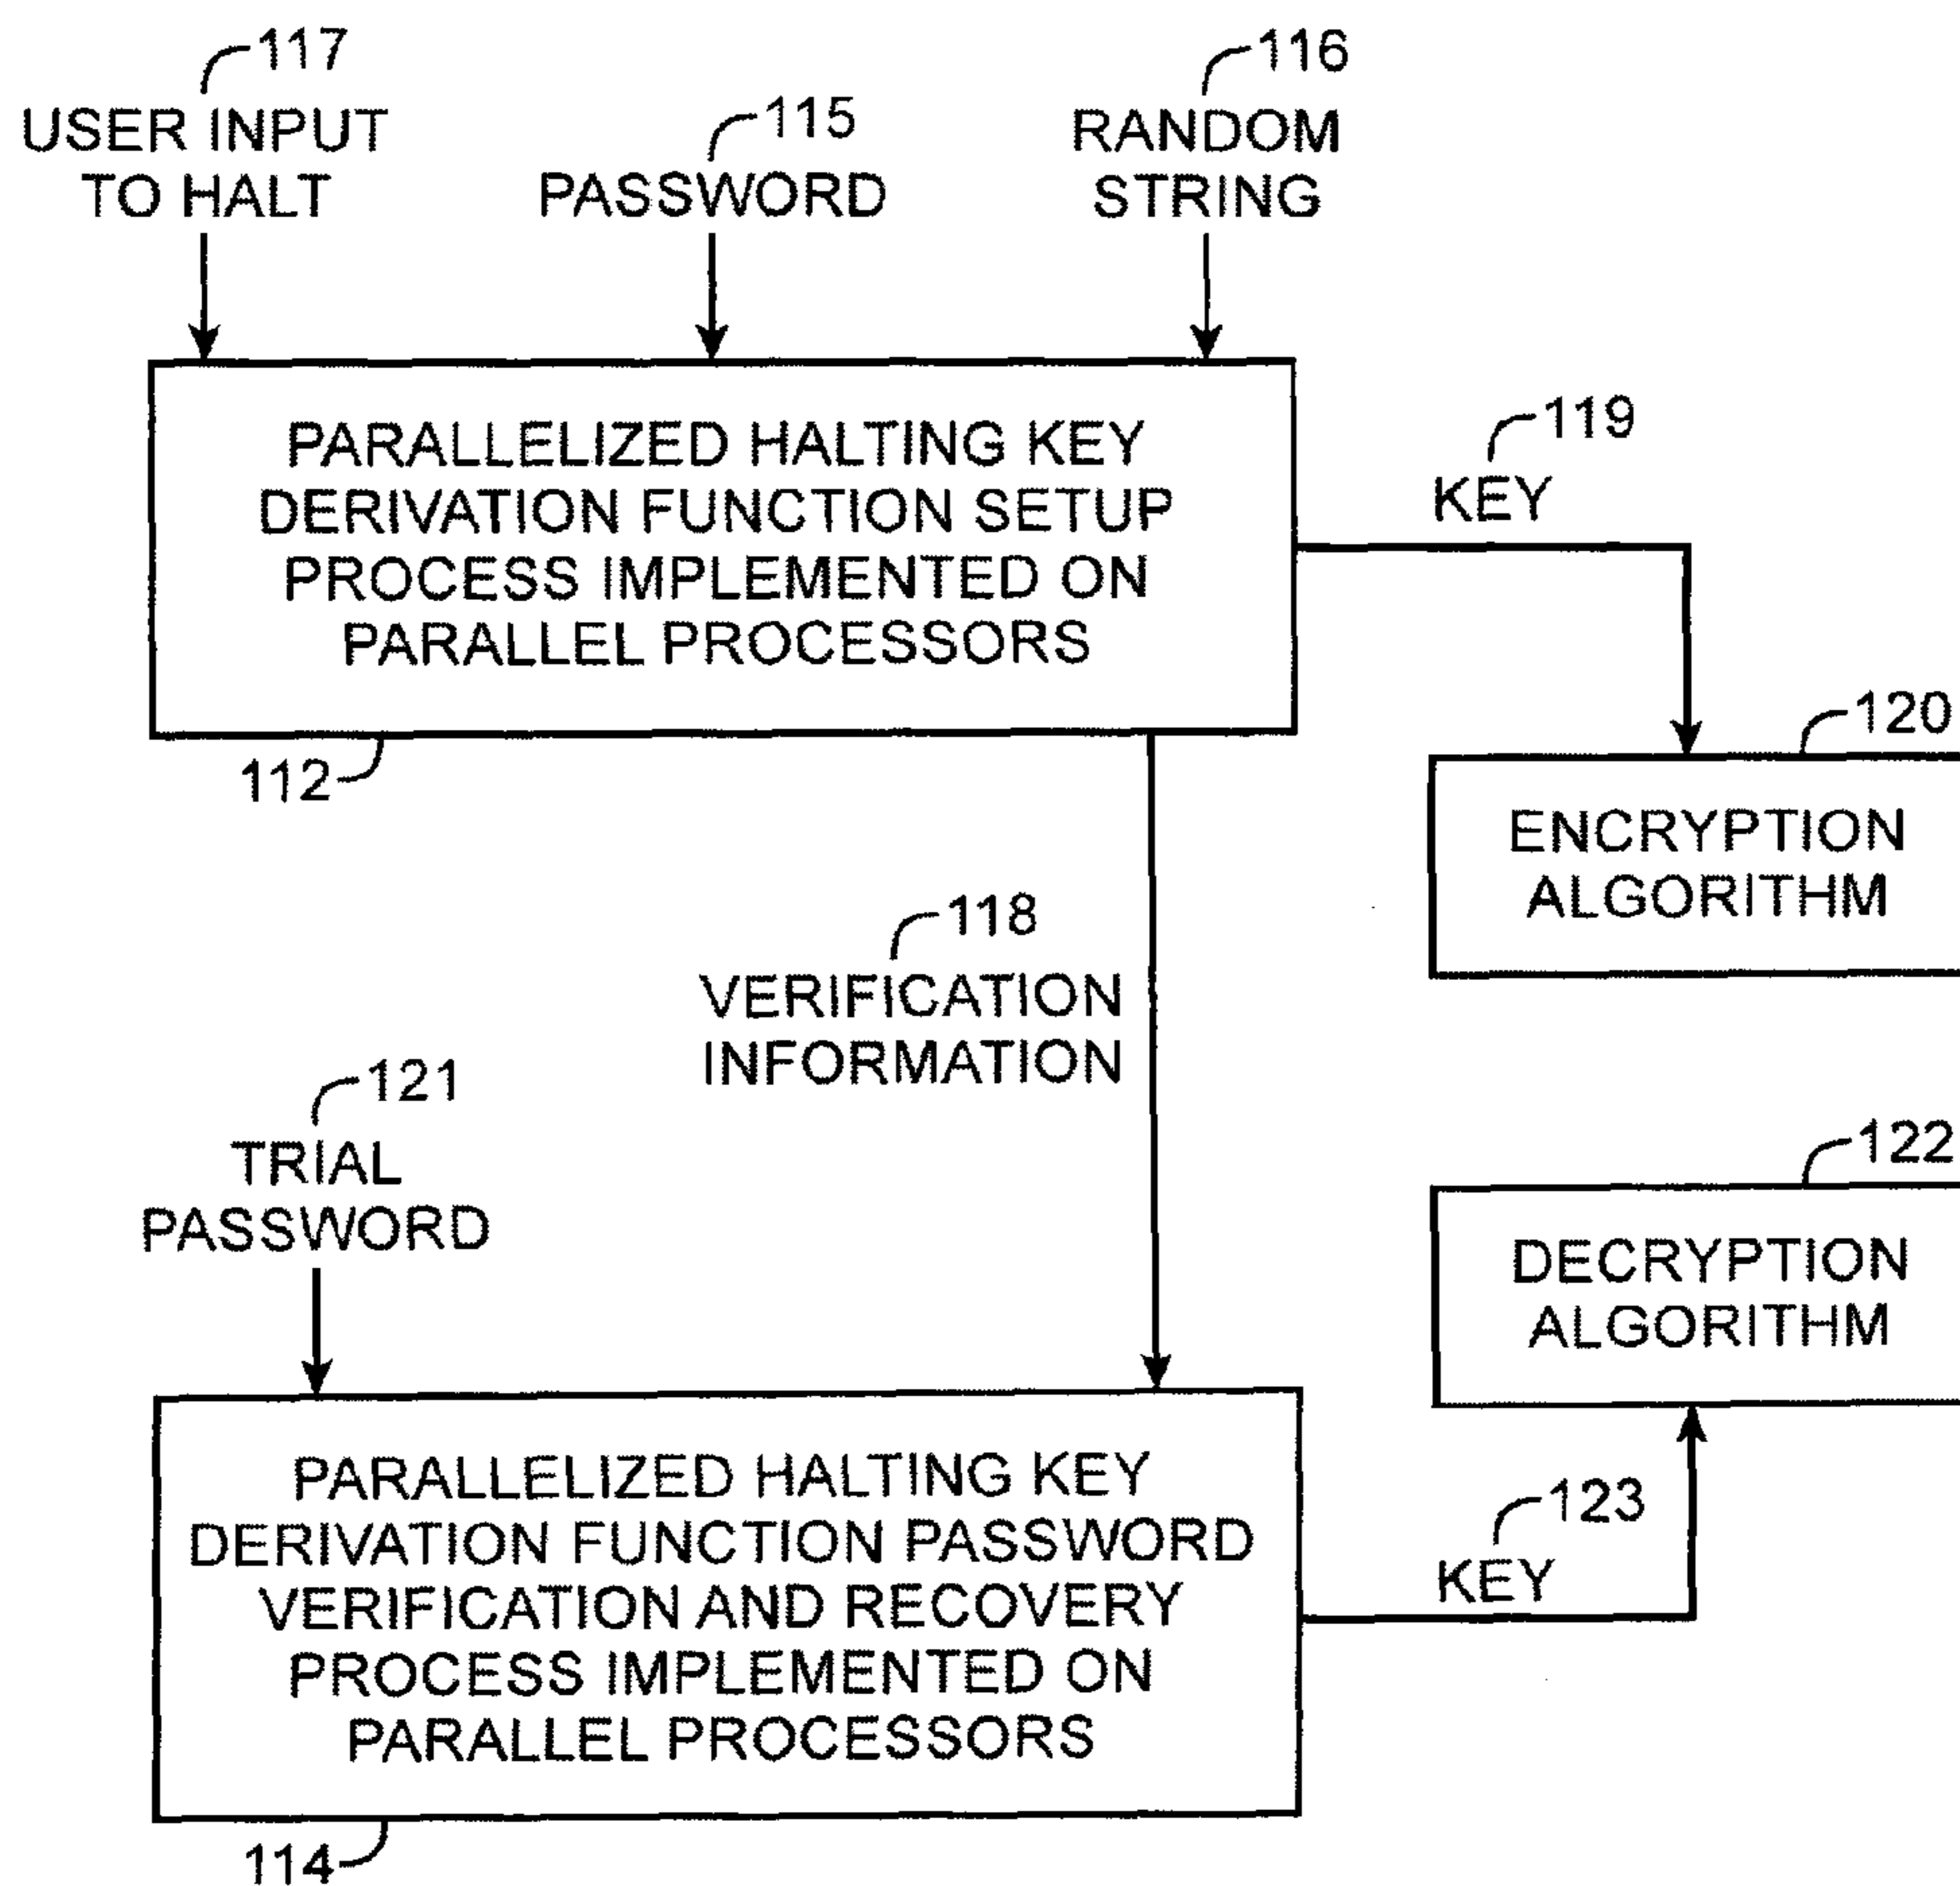 117
USER INPUT
TO HALT
115
PASSWORD
116
RANDOM
STRING
PARALLELIZED HALTING KEY
DERIVATION FUNCTION SETUP
PROCESS IMPLEMENTED ON
PARALLEL PROCESSORS
112
119
KEY
120
ENCRYPTION
ALGORITHM
118
VERIFICATION
INFORMATION
121
TRIAL
PASSWORD
122
DECRYPTION
ALGORITHM
PARALLELIZED HALTING KEY
DERIVATION FUNCTION PASSWORD
VERIFICATION AND RECOVERY
PROCESS IMPLEMENTED ON
PARALLEL PROCESSORS
114
123
KEY